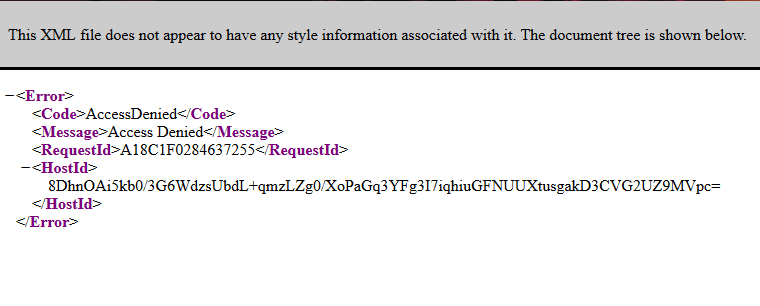 This XML file does not appear to have any style information associated with it. The document tree is shown below.
−<Error>
<Code>AccessDenied</Code>
<Message>Access Denied</Message>
<RequestId>A18C1F0284637255</RequestId>
−<HostId>
8DhnOAi5kb0/3G6WdzsUbdL+qmzLZg0/XoPaGq3YFg3I7iqhiuGFNUUXtusgakD3CVG2UZ9MVpc=
</HostId>
</Error>